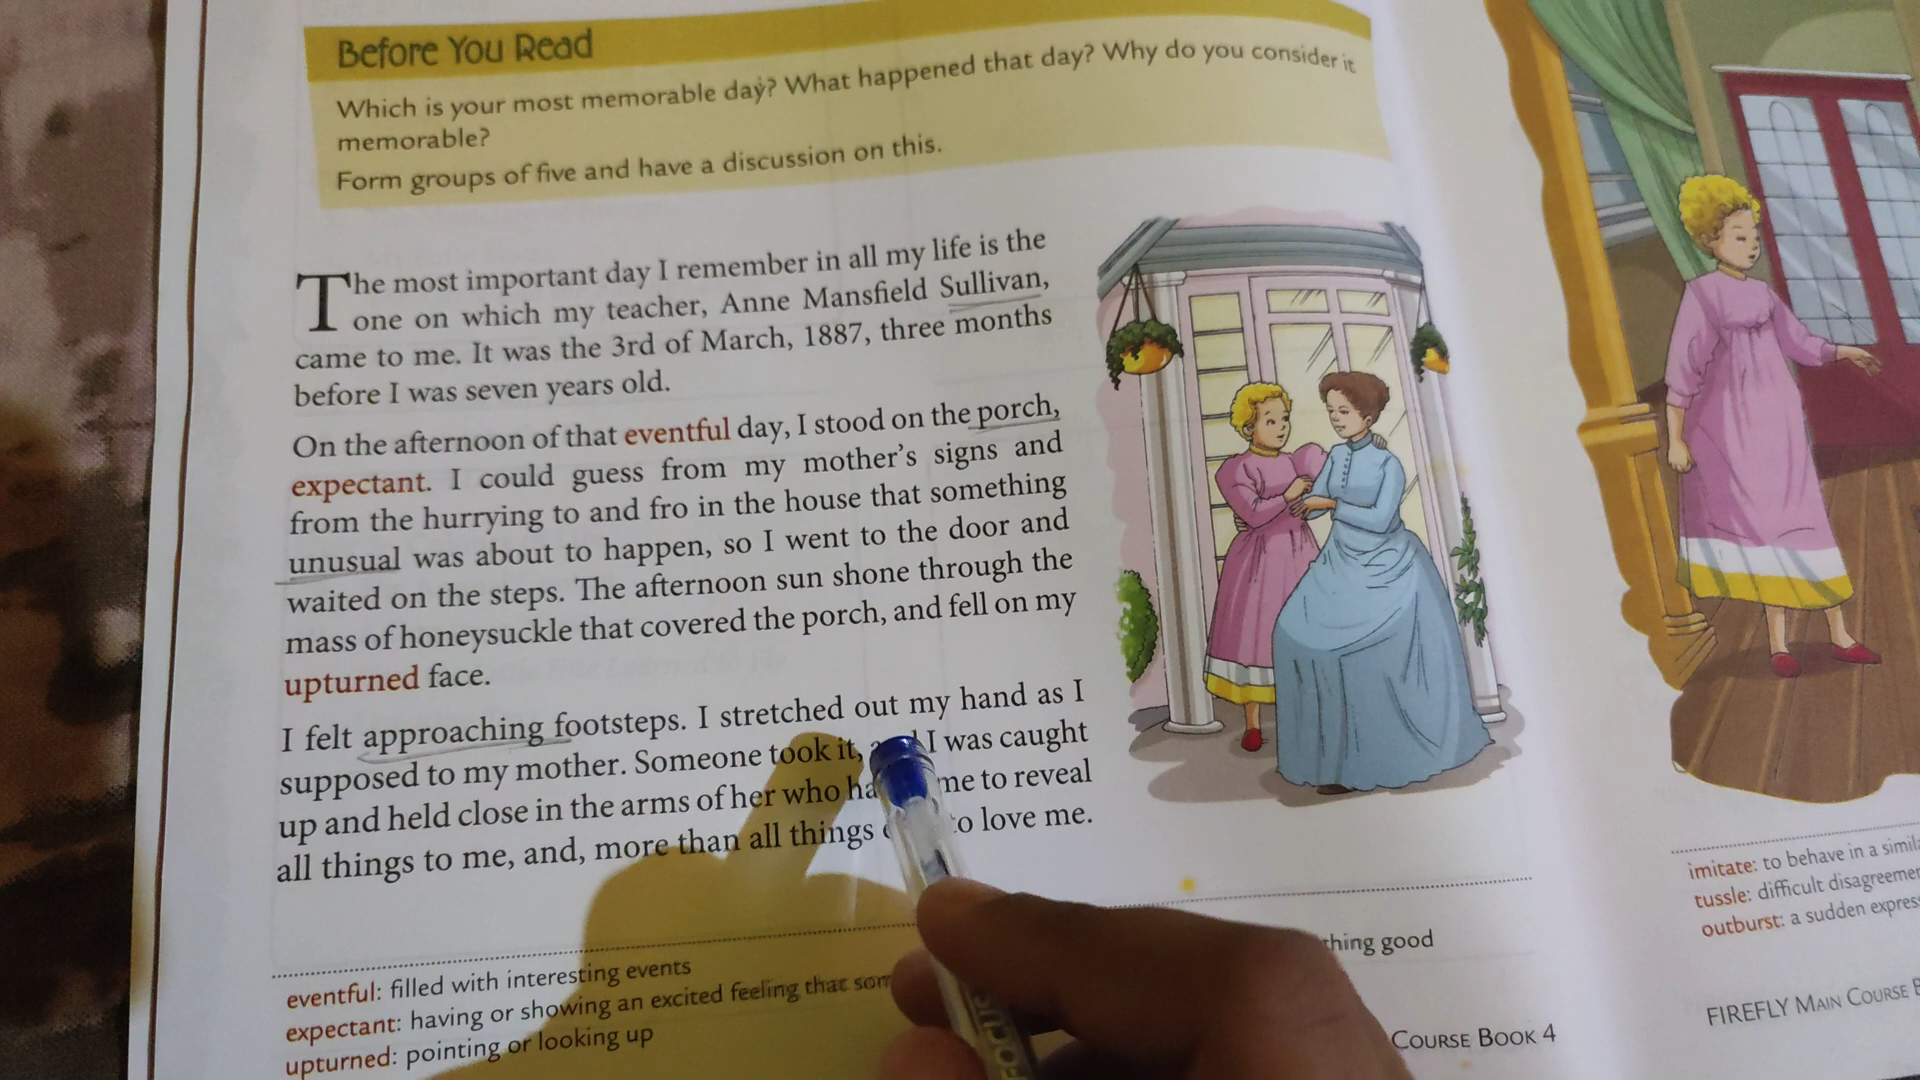 Before You Read
Which is your most memorable day? What happened that day? Why do you consider it
memorable?
Form groups of five and have a discussion on this.
The most important day I remember in all my life is the
one on which my teacher, Anne Mansfield Sullivan,
came to me. It was the 3rd of March, 1887, three months
before I was seven years old.
On the afternoon of that eventful day, I stood on the porch,
expectant. I could guess from my mother's signs and
from the hurrying to and fro in the house that something
unusual was about to happen, so I went to the door and
waited on the steps. The afternoon sun shone through the
mass of honeysuckle that covered the porch, and fell on my
upturned face.
I felt approaching footsteps. I stretched out my hand as I
supposed to my mother. Someone took it, I was caught
up and held close in the arms of her who to reveal
all things to me, and, more than all things love me.
eventful: filled with interesting events
expectant: having or showing an excited feeling that good
upturned: pointing or looking up
COURSE BOOK 4
imitate: to behave in a
tussle: difficult
outburst: a sudden
FIREFLY MAIN COURSE